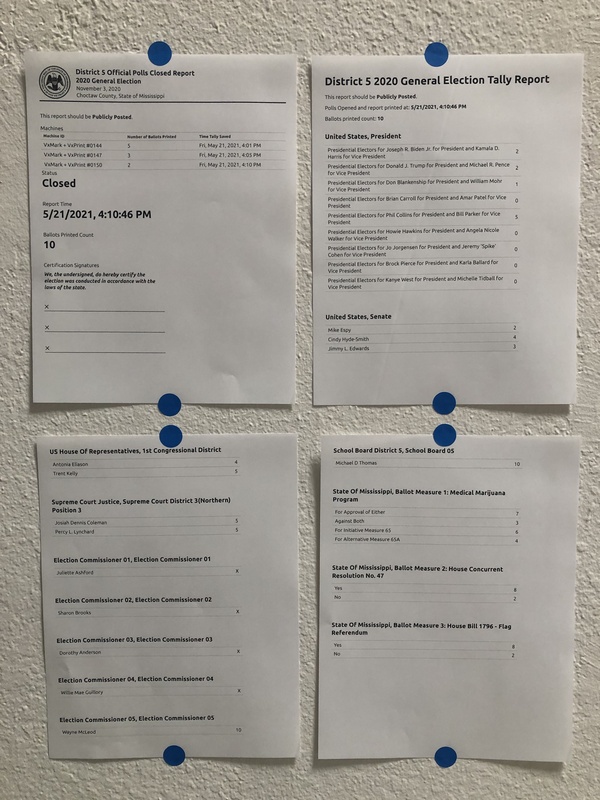 District 5 Official Polls Closed Report
2020 General Election
November 3, 2020
Choctaw County, State of Mississippi
This report should be Publicly Posted.
Machines
Machine ID Number of Ballots Printed Time Tally Saved
VxMark + VxPrint #0144 5 Fri, May 21, 2021, 4:01 PM
VxMark + VxPrint #0147 3 Fri, May 21, 2021, 4:05 PM
VxMark + VxPrint #0150 2 Fri, May 21, 2021, 4:10 PM
Status
Closed
Report Time
5/21/2021, 4:10:46 PM
Ballots Printed Count
10
Certification Signatures
We, the undersigned, do hereby certify the
election was conducted in accordance with the
laws of the state.
X
X
X
District 5 2020 General Election Tally Report
This report should be Publicly Posted.
Polls Opened and report printed at: 5/21/2021, 4:10:46 PM
Ballots printed count: 10
United States, President
Presidential Electors for Joseph R. Biden Jr. for President and Kamala D. 2
Harris for Vice President
Presidential Electors for Donald J. Trump for President and Michael R. Pence 2
for Vice President
Presidential Electors for Don Blankenship for President and William Mohr 1
for Vice President
Presidential Electors for Brian Carroll for President and Amar Patel for Vice 0
President
Presidential Electors for Phil Collins for President and Bill Parker for Vice 5
President
Presidential Electors for Howie Hawkins for President and Angela Nicole 0
Walker for Vice President
Presidential Electors for Jo Jorgensen for President and Jeremy 'Spike' 0
Cohen for Vice President
Presidential Electors for Brock Pierce for President and Karla Ballard for 0
Vice President
Presidential Electors for Kanye West for President and Michelle Tidball for 0
Vice President
United States, Senate
Mike Espy 2
Cindy Hyde-Smith 4
Jimmy L. Edwards 3
US House Of Representatives, 1st Congressional District
Antonia Eliason 4
Trent Kelly 5
Supreme Court Justice, Supreme Court District 3(Northern)
Position 3
Josiah Dennis Coleman 3
Percy L. Lynchard 5
Election Commissioner 01, Election Commissioner 01
Juliette Ashford X
Election Commissioner 02, Election Commissioner 02
Sharon Brooks X
Election Commissioner 03, Election Commissioner 03
Dorothy Anderson X
Election Commissioner 04, Election Commissioner 04
Willie Mae Guillory X
Election Commissioner 05, Election Commissioner 05
Wayne McLeod 10
School Board District 5, School Board 05
Michael D Thomas 10
State Of Mississippi, Ballot Measure 1: Medical Marijuana
Program
For Approval of Either 7
Against Both 3
For Initiative Measure 65 6
For Alternative Measure 65A 4
State Of Mississippi, Ballot Measure 2: House Concurrent
Resolution No. 47
Yes 8
No 2
State Of Mississippi, Ballot Measure 3: House Bill 1796 - Flag
Referendum
Yes 8
No 2